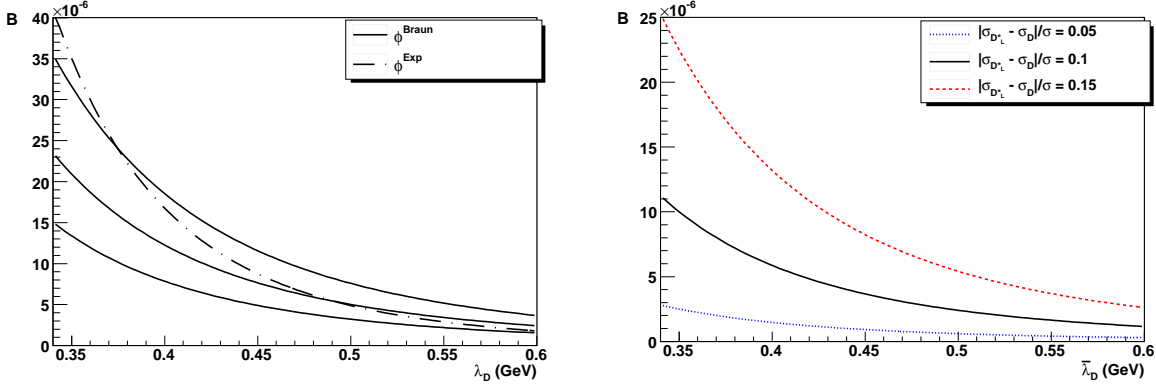 B
40 ×10⁻⁶
35
30
25
20
15
10
5
0
0.35 0.4 0.45 0.5 0.55 0.6
λ_D (GeV)
ϕ^Braun
ϕ^Exp
B
25 ×10⁻⁶
20
15
10
5
0
0.35 0.4 0.45 0.5 0.55 0.6
λ̅_D (GeV)
|σ_D*_L - σ_D|/σ = 0.05
|σ_D*_L - σ_D|/σ = 0.1
|σ_D*_L - σ_D|/σ = 0.15